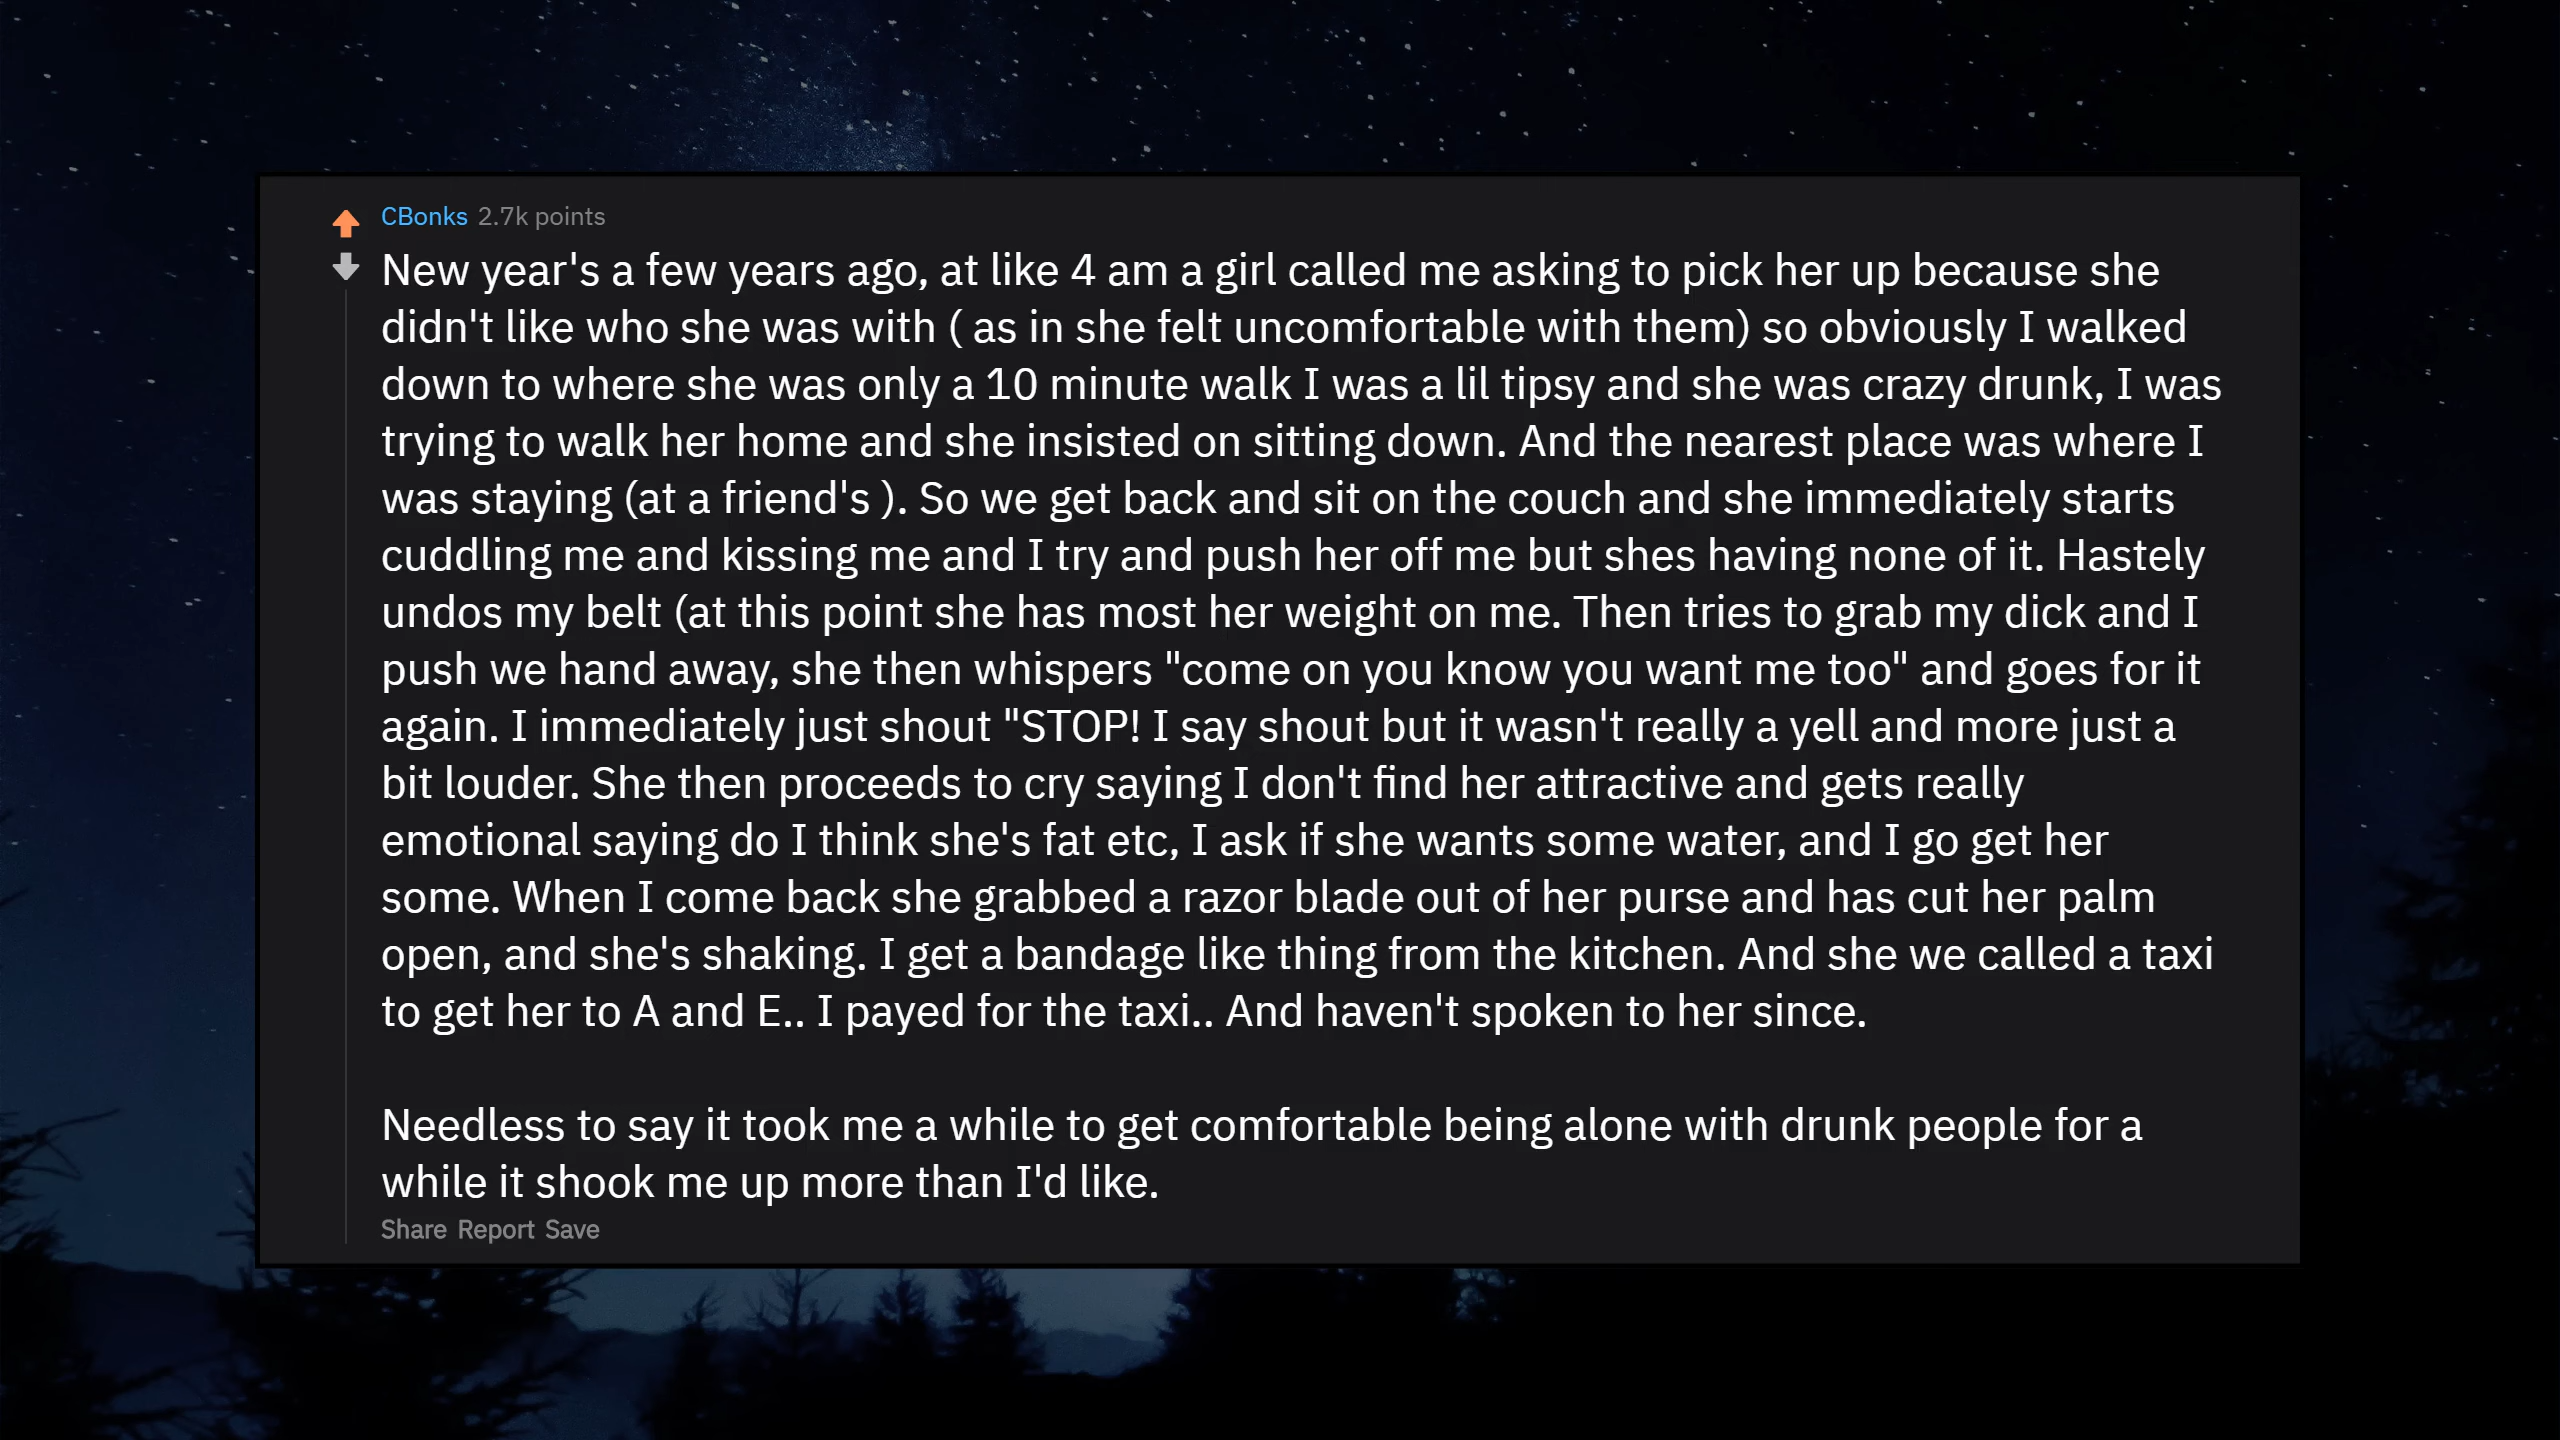 CBonks 2.7k points
New year's a few years ago, at like 4 am a girl called me asking to pick her up because she
didn't like who she was with ( as in she felt uncomfortable with them) so obviously I walked
down to where she was only a 10 minute walk I was a lil tipsy and she was crazy drunk, I was
trying to walk her home and she insisted on sitting down. And the nearest place was where I
was staying (at a friend's ). So we get back and sit on the couch and she immediately starts
cuddling me and kissing me and I try and push her off me but shes having none of it. Hastely
undos my belt (at this point she has most her weight on me. Then tries to grab my dick and I
push we hand away, she then whispers "come on you know you want me too" and goes for it
again. I immediately just shout "STOP! I say shout but it wasn't really a yell and more just a
bit louder. She then proceeds to cry saying I don't find her attractive and gets really
emotional saying do I think she's fat etc, I ask if she wants some water, and I go get her
some. When I come back she grabbed a razor blade out of her purse and has cut her palm
open, and she's shaking. I get a bandage like thing from the kitchen. And she we called a taxi
to get her to A and E.. I payed for the taxi.. And haven't spoken to her since.
Needless to say it took me a while to get comfortable being alone with drunk people for a
while it shook me up more than I'd like.
Share Report Save